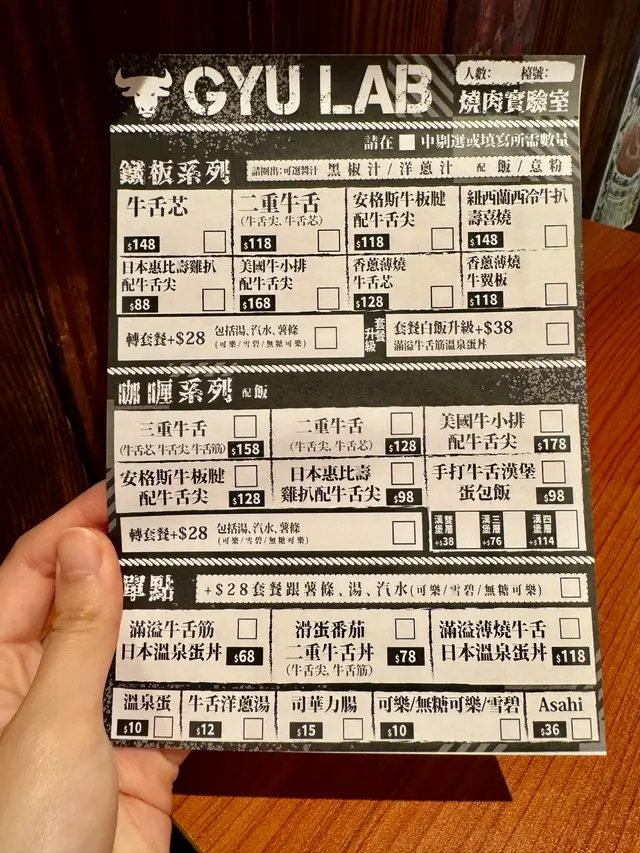 GYU LAB
人數: 檯號:
燒肉實驗室
請在 中剔選或填寫所需數量
鐵板系列 請圈出:可選醬汁 黑椒汁/洋蔥汁 配 飯/意粉
牛舌芯
$148
二重牛舌
(牛舌尖、牛舌芯)
$118
安格斯牛板腱
配牛舌尖
$118
紐西蘭西冷牛扒
壽喜燒
$148
日本惠比壽雞扒
配牛舌尖
$88
美國牛小排
配牛舌尖
$168
香蔥薄燒
牛舌芯
$128
香蔥薄燒
牛翼板
$118
轉套餐+$28 包括湯、汽水、薯條
(可樂/雪碧/無糖可樂)
套餐升級
套餐白飯升級+$38
滿溢牛舌筋溫泉蛋丼
咖喱系列 配飯
三重牛舌
(牛舌芯、牛舌尖、牛舌筋)
$158
二重牛舌
(牛舌尖、牛舌芯)
$128
美國牛小排
配牛舌尖
$178
安格斯牛板腱
配牛舌尖
$128
日本惠比壽
雞扒配牛舌尖
$98
手打牛舌漢堡
蛋包飯
$98
轉套餐+$28 包括湯、汽水、薯條
(可樂/雪碧/無糖可樂)
雙層漢堡
+$38
三層漢堡
+$76
四層漢堡
+$114
單點 +$28套餐跟薯條、湯、汽水(可樂/雪碧/無糖可樂)
滿溢牛舌筋
日本溫泉蛋丼
$68
滑蛋番茄
二重牛舌丼
(牛舌尖、牛舌筋)
$78
滿溢薄燒牛舌
日本溫泉蛋丼
$118
溫泉蛋
$10
牛舌洋蔥湯
$12
司華力腸
$15
可樂/無糖可樂/雪碧
$10
Asahi
$36